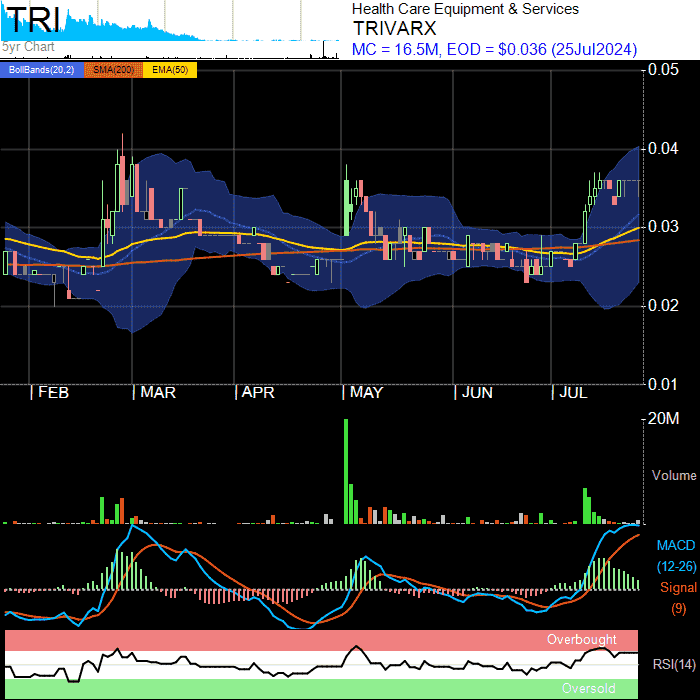 TRI
5yr Chart
Health Care Equipment & Services
TRIVARX
MC = 16.5M, EOD = $0.036 (25Jul2024)
BollBands(20,2) SMA(200) EMA(50)
0.05
0.04
0.03
0.02
0.01
| FEB | MAR | APR | MAY | JUN | JUL
20M
Volume
MACD
(12-26)
Signal
(9)
Overbought
RSI(14)
Oversold